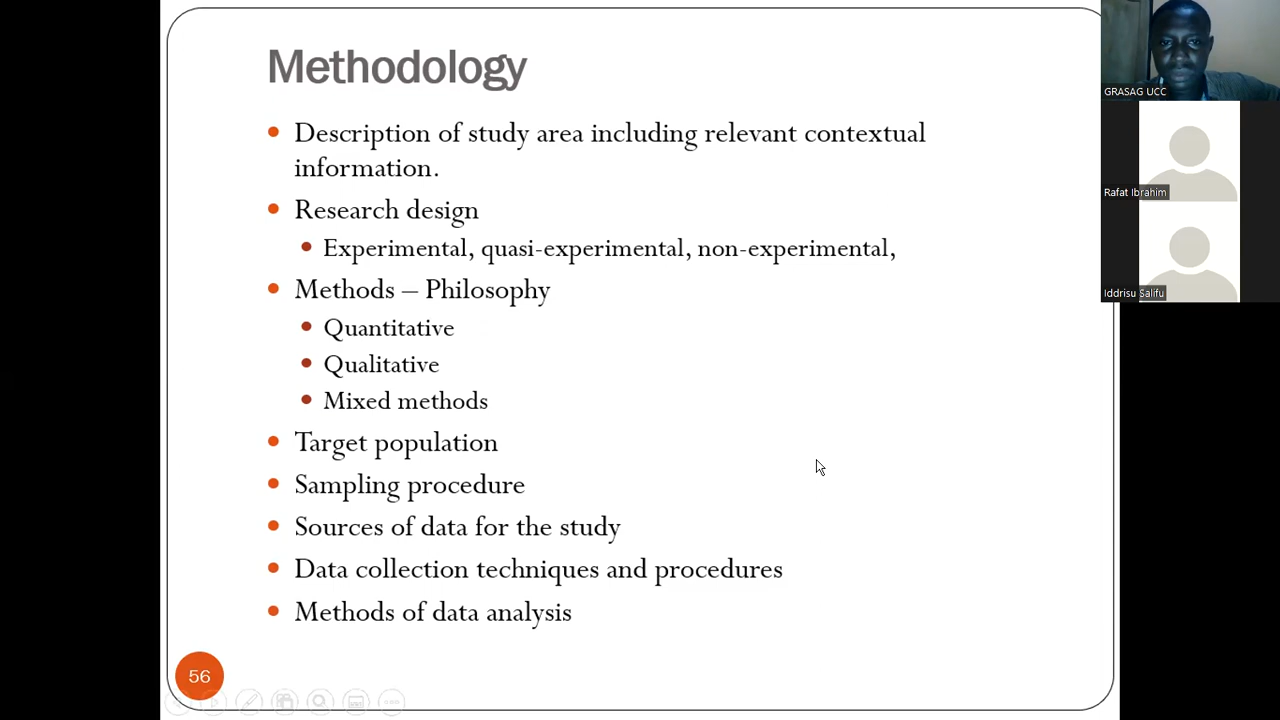 Methodology
Description of study area including relevant contextual
information.
Research design
Experimental, quasi-experimental, non-experimental,
Methods – Philosophy
Quantitative
Qualitative
Mixed methods
Target population
Sampling procedure
Sources of data for the study
Data collection techniques and procedures
Methods of data analysis
56
GRASAG UCC
Rafat Ibrahim
Iddrisu Salifu